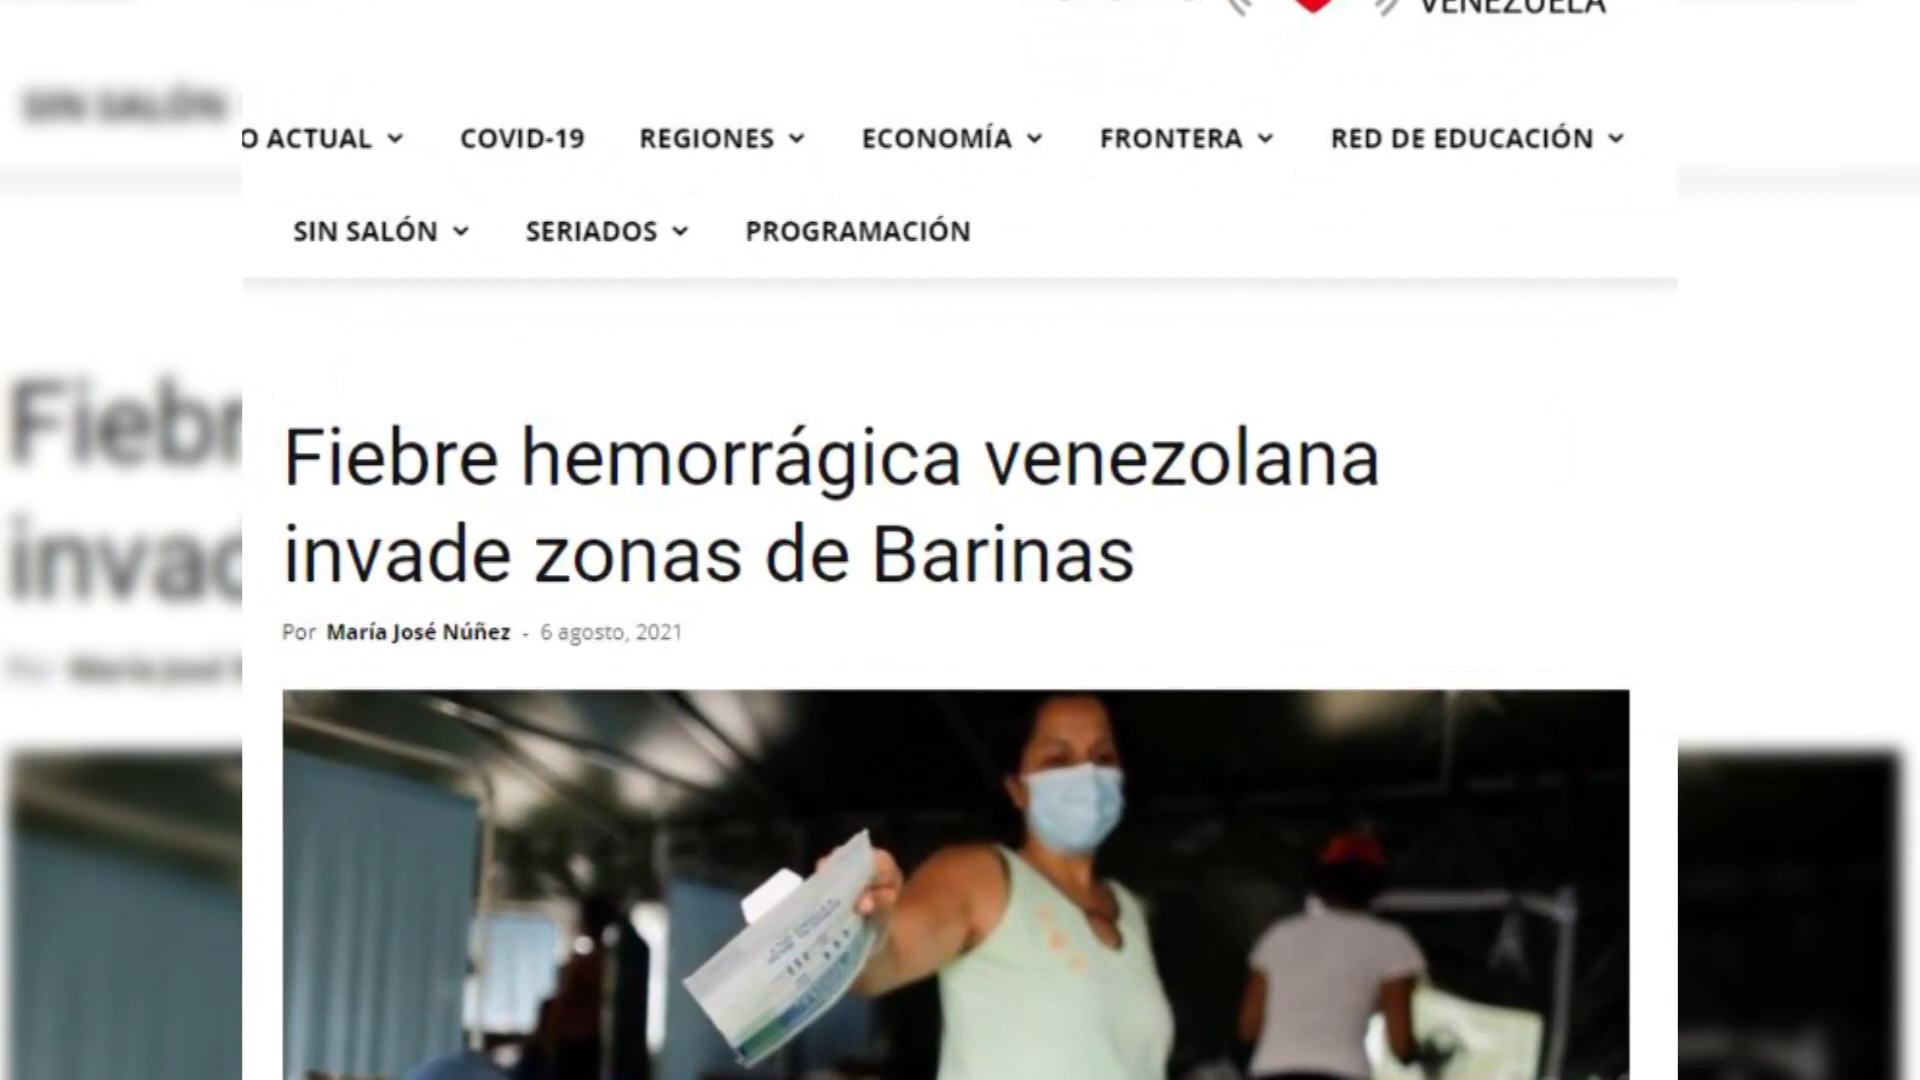 VENEZUELA
O ACTUAL COVID-19 REGIONES ECONOMÍA FRONTERA RED DE EDUCACIÓN
SIN SALÓN SERIADOS PROGRAMACIÓN
Fiebre hemorrágica venezolana
invade zonas de Barinas
Por María José Núñez - 6 agosto, 2021